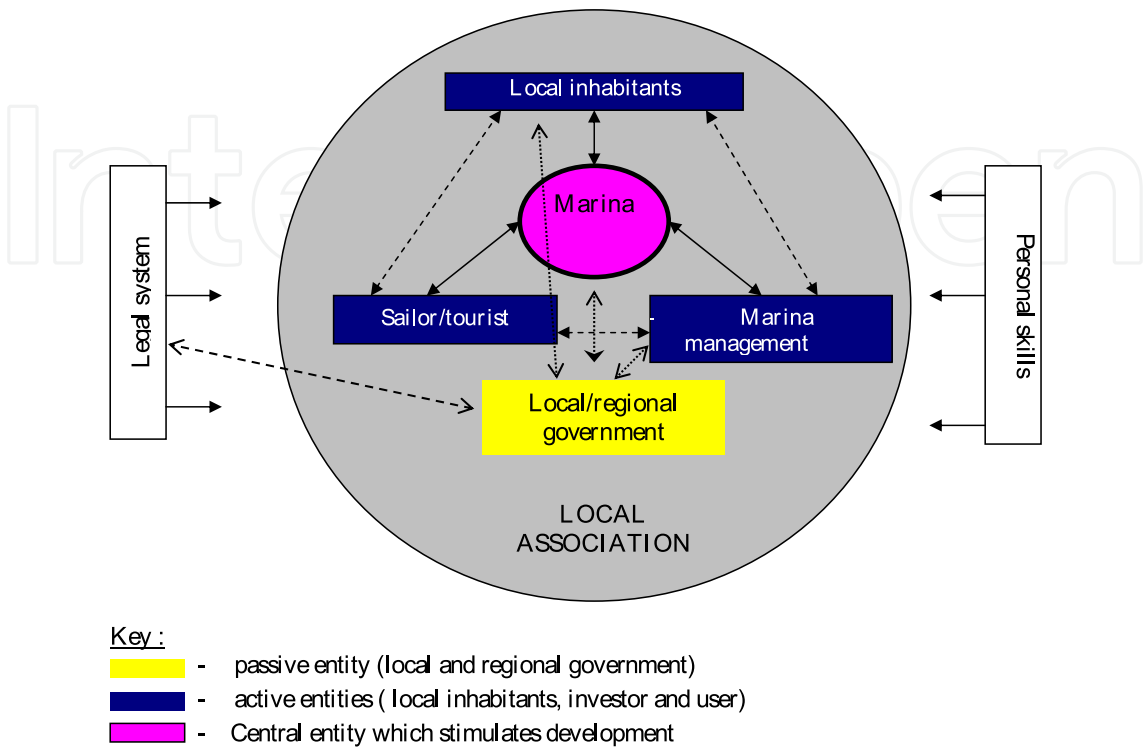 Local inhabitants
Marina
Sailor/tourist
- Marina
management
Local/regional
government
LOCAL
ASSOCIATION
Legal system
Personal skills
Key :
- passive entity (local and regional government)
- active entities ( local inhabitants, investor and user)
- Central entity which stimulates development